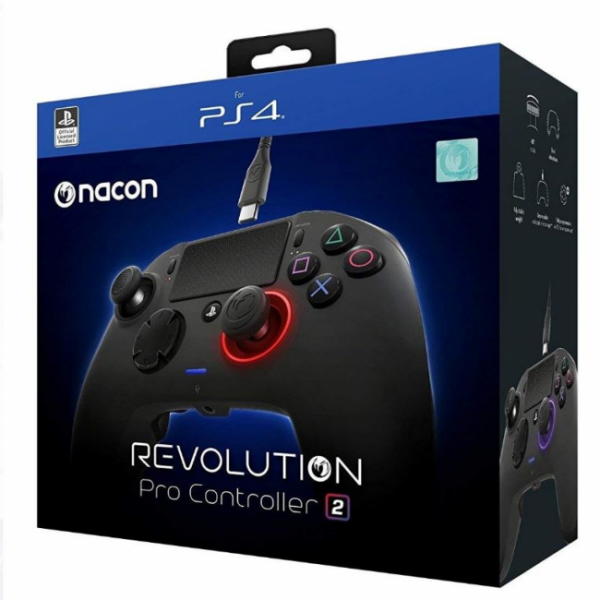 For
PS4
Official
Licensed
Product
nacon
REVOLUTION
Pro Controller 2